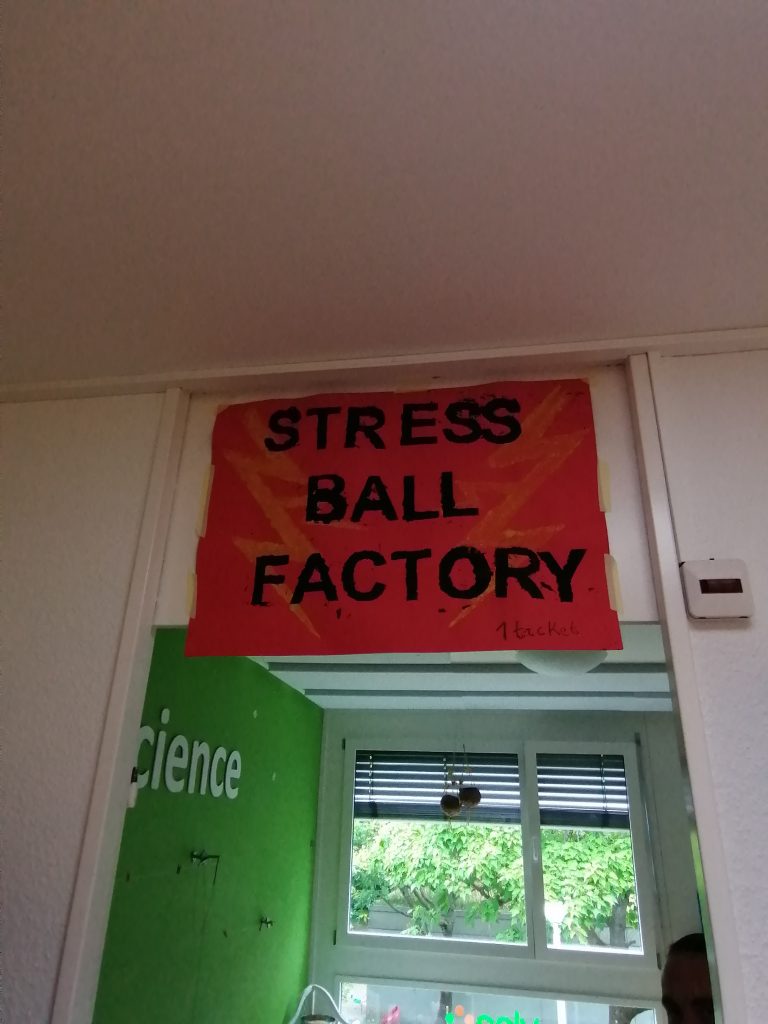 STRESS
BALL
FACTORY
1 ticket
cience